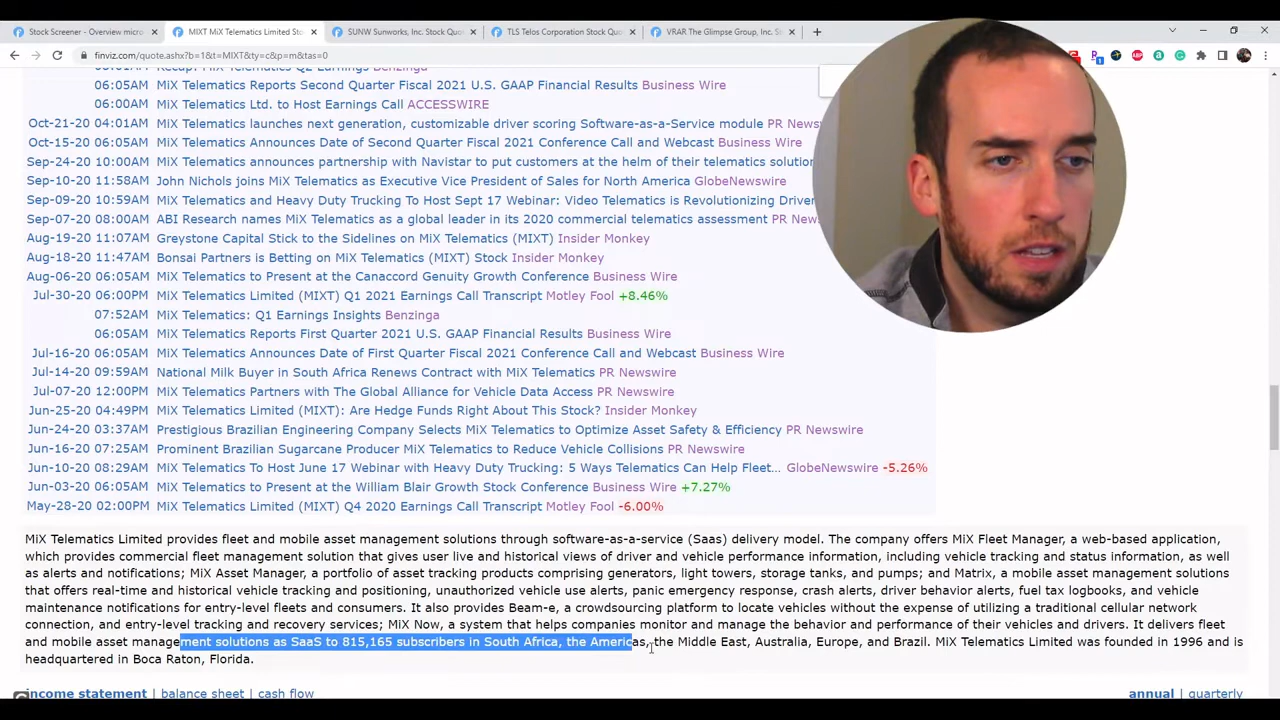 Stock Screener - Overview micro
MIXT MiX Telematics Limited Sto
SUNW Sunworks, Inc. Stock Quot
TLS Telos Corporation Stock Quo
VRAR The Glimpse Group, Inc. St
finviz.com/quote.ashx?b=1&t=MIXT&ty=c&p=m&tas=0
Recap: MiX Telematics Q2 Earnings Benzinga
06:05AM MiX Telematics Reports Second Quarter Fiscal 2021 U.S. GAAP Financial Results Business Wire
06:00AM MiX Telematics Ltd. to Host Earnings Call ACCESSWIRE
Oct-21-20 04:01AM MiX Telematics launches next generation, customizable driver scoring Software-as-a-Service module PR News
Oct-15-20 06:05AM MiX Telematics Announces Date of Second Quarter Fiscal 2021 Conference Call and Webcast Business Wire
Sep-24-20 10:00AM MiX Telematics announces partnership with Navistar to put customers at the helm of their telematics solution
Sep-10-20 11:58AM John Nichols joins MiX Telematics as Executive Vice President of Sales for North America GlobeNewswire
Sep-09-20 10:59AM MiX Telematics and Heavy Duty Trucking To Host Sept 17 Webinar: Video Telematics is Revolutionizing Driver
Sep-07-20 08:00AM ABI Research names MiX Telematics as a global leader in its 2020 commercial telematics assessment PR New
Aug-19-20 11:07AM Greystone Capital Stick to the Sidelines on MiX Telematics (MIXT) Insider Monkey
Aug-18-20 11:47AM Bonsai Partners is Betting on MiX Telematics (MIXT) Stock Insider Monkey
Aug-06-20 06:05AM MiX Telematics to Present at the Canaccord Genuity Growth Conference Business Wire
Jul-30-20 06:00PM MiX Telematics Limited (MIXT) Q1 2021 Earnings Call Transcript Motley Fool +8.46%
07:52AM MiX Telematics: Q1 Earnings Insights Benzinga
06:05AM MiX Telematics Reports First Quarter Fiscal 2021 U.S. GAAP Financial Results Business Wire
Jul-16-20 06:05AM MiX Telematics Announces Date of First Quarter Fiscal 2021 Conference Call and Webcast Business Wire
Jul-14-20 09:59AM National Milk Buyer in South Africa Renews Contract with MiX Telematics PR Newswire
Jul-07-20 12:00PM MiX Telematics Partners with The Global Alliance for Vehicle Data Access PR Newswire
Jun-25-20 04:49PM MiX Telematics Limited (MIXT): Are Hedge Funds Right About This Stock? Insider Monkey
Jun-24-20 03:37AM Prestigious Brazilian Engineering Company Selects MiX Telematics to Optimize Asset Safety & Efficiency PR Newswire
Jun-16-20 07:25AM Prominent Brazilian Sugarcane Producer MiX Telematics to Reduce Vehicle Collisions PR Newswire
Jun-10-20 08:29AM MiX Telematics To Host June 17 Webinar with Heavy Duty Trucking: 5 Ways Telematics Can Help Fleet... GlobeNewswire -5.26%
Jun-03-20 06:05AM MiX Telematics to Present at the William Blair Growth Stock Conference Business Wire +7.27%
May-28-20 02:00PM MiX Telematics Limited (MIXT) Q4 2020 Earnings Call Transcript Motley Fool -6.00%
MiX Telematics Limited provides fleet and mobile asset management solutions through software-as-a-service (Saas) delivery model. The company offers MiX Fleet Manager, a web-based application,
which provides commercial fleet management solution that gives user live and historical views of driver and vehicle performance information, including vehicle tracking and status information, as well
as alerts and notifications; MiX Asset Manager, a portfolio of asset tracking products comprising generators, light towers, storage tanks, and pumps; and Matrix, a mobile asset management solutions
that offers real-time and historical vehicle tracking and positioning, unauthorized vehicle use alerts, panic emergency response, crash alerts, driver behavior alerts, fuel tax logbooks, and vehicle
maintenance notifications for entry-level fleets and consumers. It also provides Beam-e, a crowdsourcing platform to locate vehicles without the expense of utilizing a traditional cellular network
connection, and entry-level tracking and recovery services; MiX Now, a system that helps companies monitor and manage the behavior and performance of their vehicles and drivers. It delivers fleet
and mobile asset management solutions as SaaS to 815,165 subscribers in South Africa, the Americas, the Middle East, Australia, Europe, and Brazil. MiX Telematics Limited was founded in 1996 and is
headquartered in Boca Raton, Florida.
income statement | balance sheet | cash flow
annual | quarterly